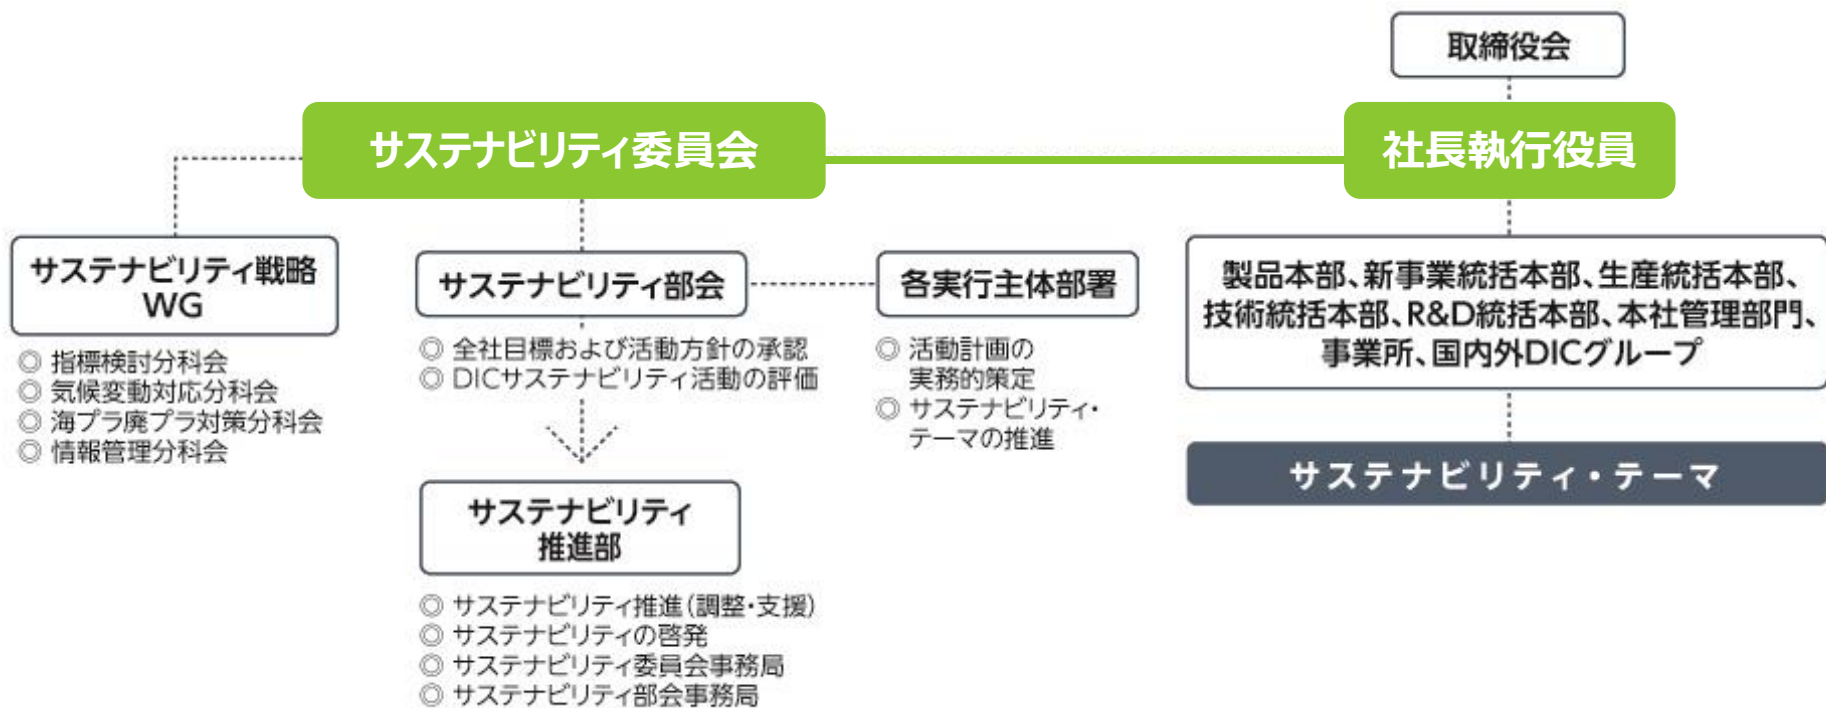 取締役会
サステナビリティ委員会
社長執行役員
サステナビリティ戦略
WG
◎ 指標検討分科会
◎ 気候変動対応分科会
◎ 海プラ廃プラ対策分科会
◎ 情報管理分科会
サステナビリティ部会
◎ 全社目標および活動方針の承認
◎ DICサステナビリティ活動の評価
各実行主体部署
◎ 活動計画の
実務的策定
◎ サステナビリティ・
テーマの推進
製品本部、新事業統括本部、生産統括本部、
技術統括本部、R&D統括本部、本社管理部門、
事業所、国内外DICグループ
サステナビリティ・テーマ
サステナビリティ
推進部
◎ サステナビリティ推進(調整・支援)
◎ サステナビリティの啓発
◎ サステナビリティ委員会事務局
◎ サステナビリティ部会事務局